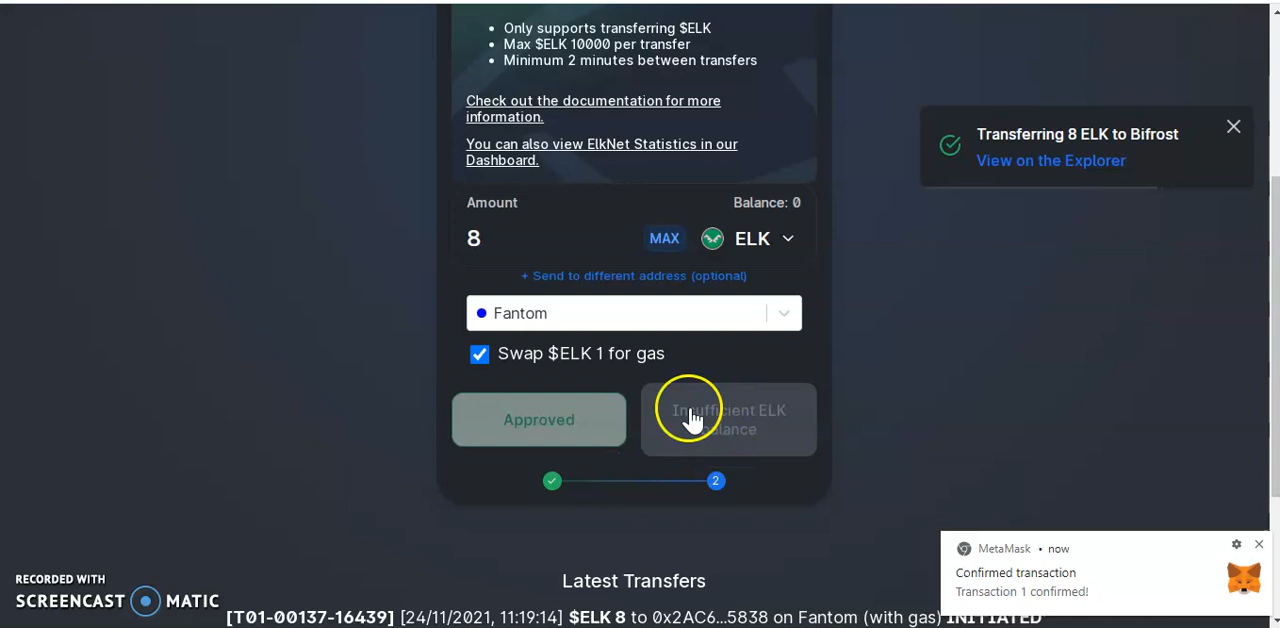 Only supports transferring $ELK
Max $ELK 10000 per transfer
Minimum 2 minutes between transfers
Check out the documentation for more
information.
You can also view ElkNet Statistics in our
Dashboard.
Transferring 8 ELK to Bifrost
View on the Explorer
Amount
Balance: 0
8
MAX
ELK
+ Send to different address (optional)
Fantom
Swap $ELK 1 for gas
Approved
Insufficient ELK
balance
2
MetaMask • now
Confirmed transaction
Transaction 1 confirmed!
Latest Transfers
[T01-00137-16439] [24/11/2021, 11:19:14] $ELK 8 to 0x2AC6...5838 on Fantom (with gas) INITIATED
RECORDED WITH
SCREENCAST MATIC